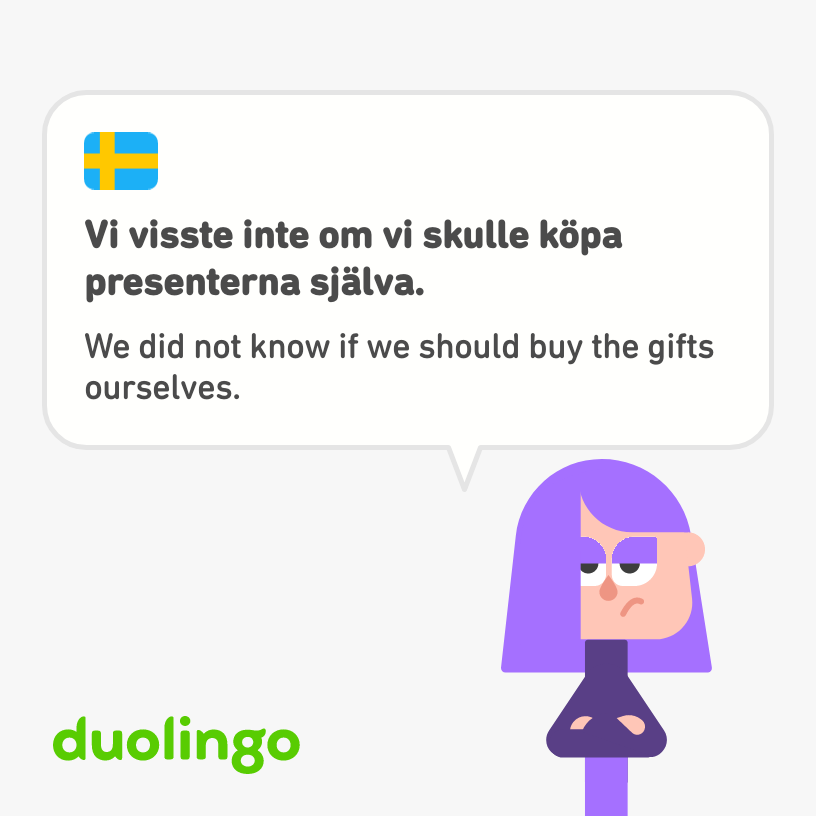 Vi visste inte om vi skulle köpa
presenterna själva.
We did not know if we should buy the gifts
ourselves.
duolingo